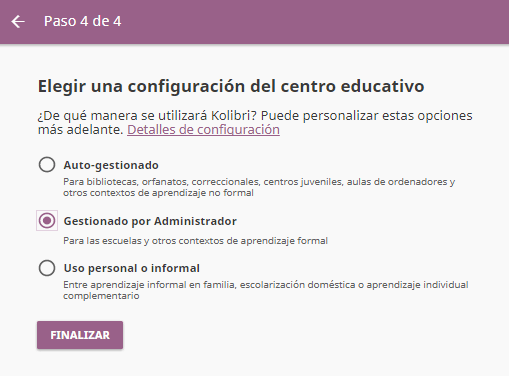 Paso 4 de 4
Elegir una configuración del centro educativo
¿De qué manera se utilizará Kolibri? Puede personalizar estas opciones
más adelante. Detalles de configuración
Auto-gestionado
Para bibliotecas, orfanatos, correccionales, centros juveniles, aulas de ordenadores y
otros contextos de aprendizaje no formal
Gestionado por Administrador
Para las escuelas y otros contextos de aprendizaje formal
Uso personal o informal
Entre aprendizaje informal en familia, escolarización doméstica o aprendizaje individual
complementario
FINALIZAR